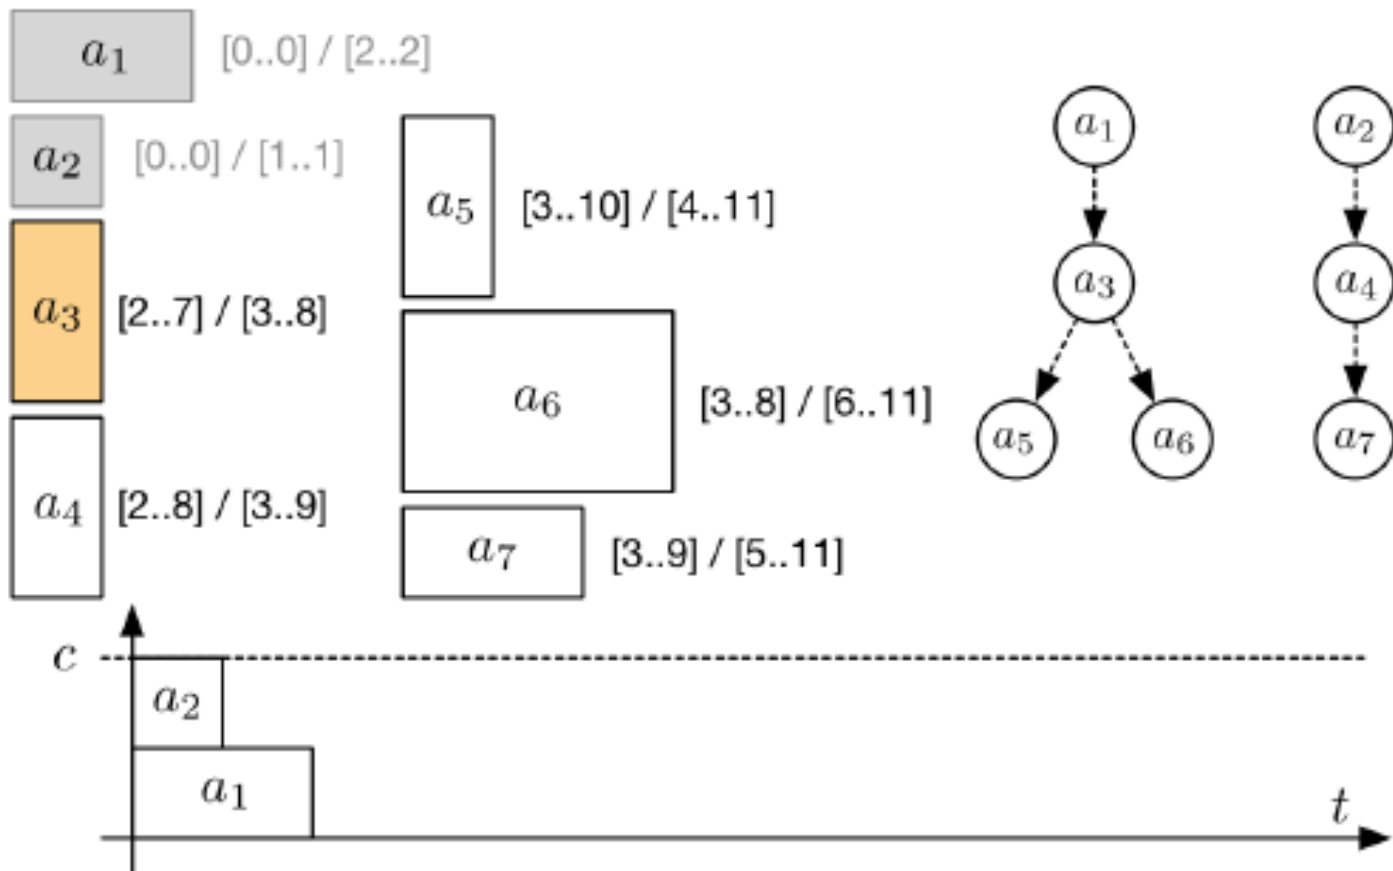 a1 [0..0] / [2..2]
a2 [0..0] / [1..1]
a3 [2..7] / [3..8]
a4 [2..8] / [3..9]
a5 [3..10] / [4..11]
a6 [3..8] / [6..11]
a7 [3..9] / [5..11]
a1
a3
a5 a6
a2
a4
a7
c
a2
a1
t